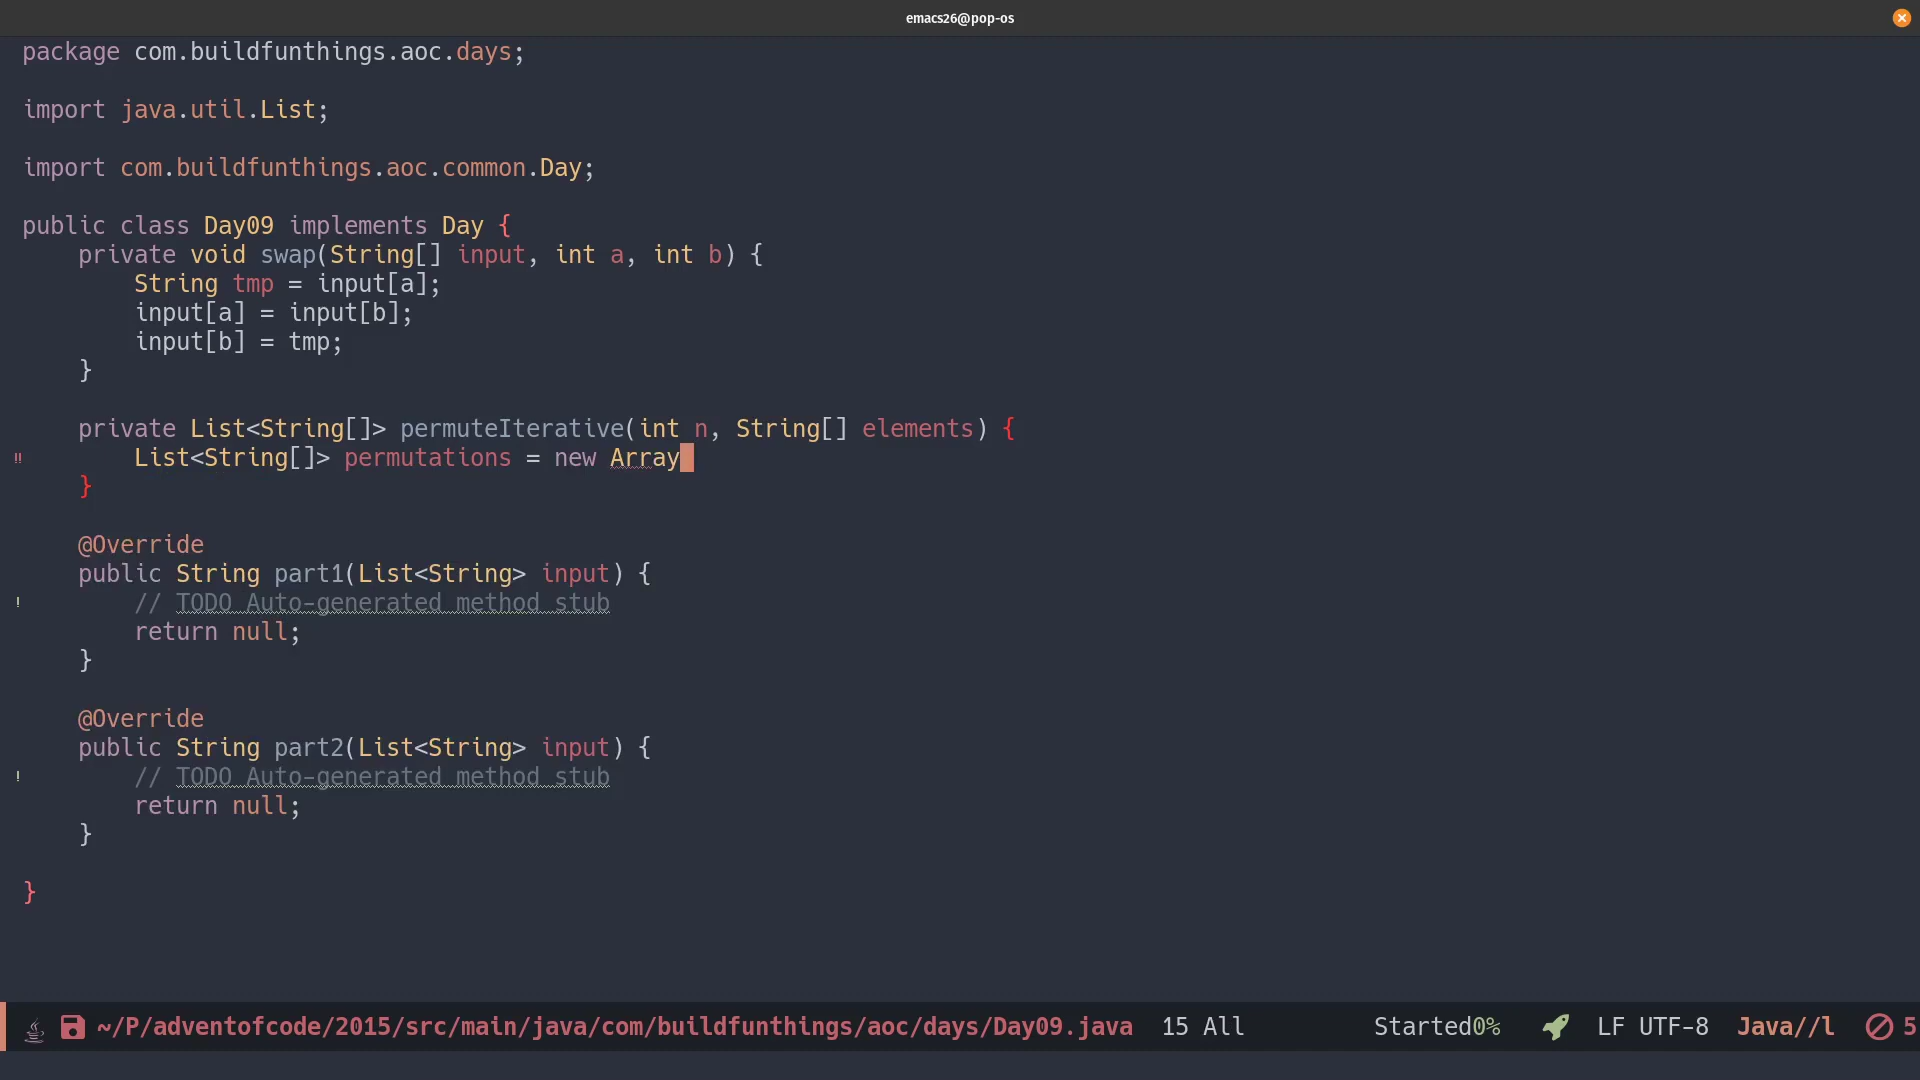 emacs26@pop-os
package com.buildfunthings.aoc.days;
import java.util.List;
import com.buildfunthings.aoc.common.Day;
public class Day09 implements Day {
    private void swap(String[] input, int a, int b) {
        String tmp = input[a];
        input[a] = input[b];
        input[b] = tmp;
    }
    private List<String[]> permuteIterative(int n, String[] elements) {
!!        List<String[]> permutations = new Array
    }
    @Override
    public String part1(List<String> input) {
!        // TODO Auto-generated method stub
        return null;
    }
    @Override
    public String part2(List<String> input) {
!        // TODO Auto-generated method stub
        return null;
    }
}
~/P/adventofcode/2015/src/main/java/com/buildfunthings/aoc/days/Day09.java 15 All Started0% LF UTF-8 Java//l 5